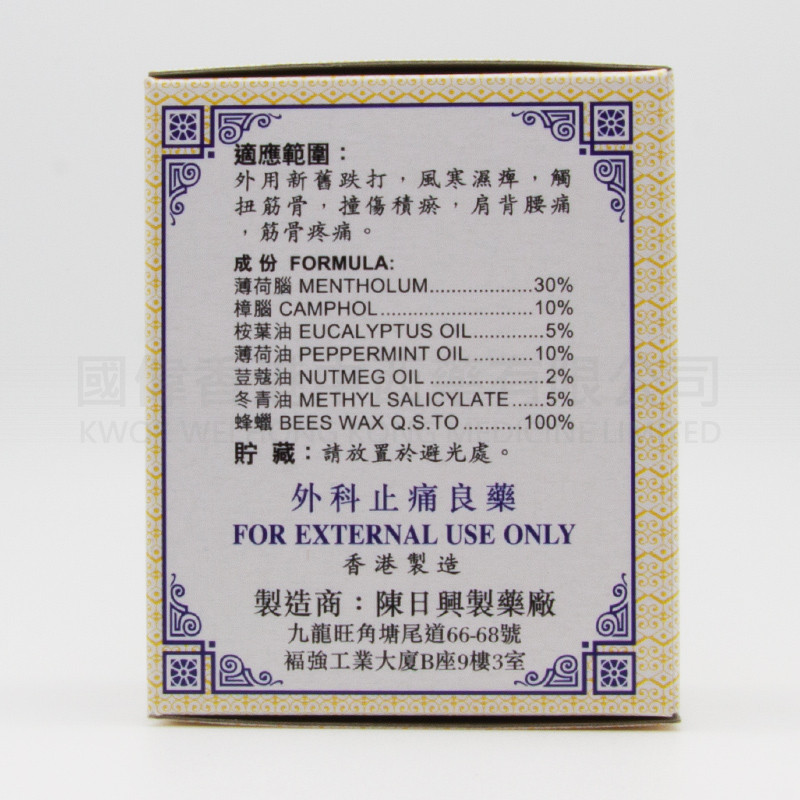 適應範圍：
外用新舊跌打，風寒濕痺，觸
扭筋骨，撞傷積瘀，肩背腰痛
，筋骨疼痛。
成份 FORMULA:
薄荷腦 MENTHOLUM..................30%
樟腦 CAMPHOL............................10%
桉葉油 EUCALYPTUS OIL.............5%
薄荷油 PEPPERMINT OIL...........10%
荳蔻油 NUTMEG OIL.....................2%
冬青油 METHYL SALICYLATE.....5%
蜂蠟 BEES WAX Q.S.TO..........100%
貯 藏：請放置於避光處。
外科止痛良藥
FOR EXTERNAL USE ONLY
香港製造
製造商：陳日興製藥廠
九龍旺角塘尾道66-68號
福強工業大廈B座9樓3室